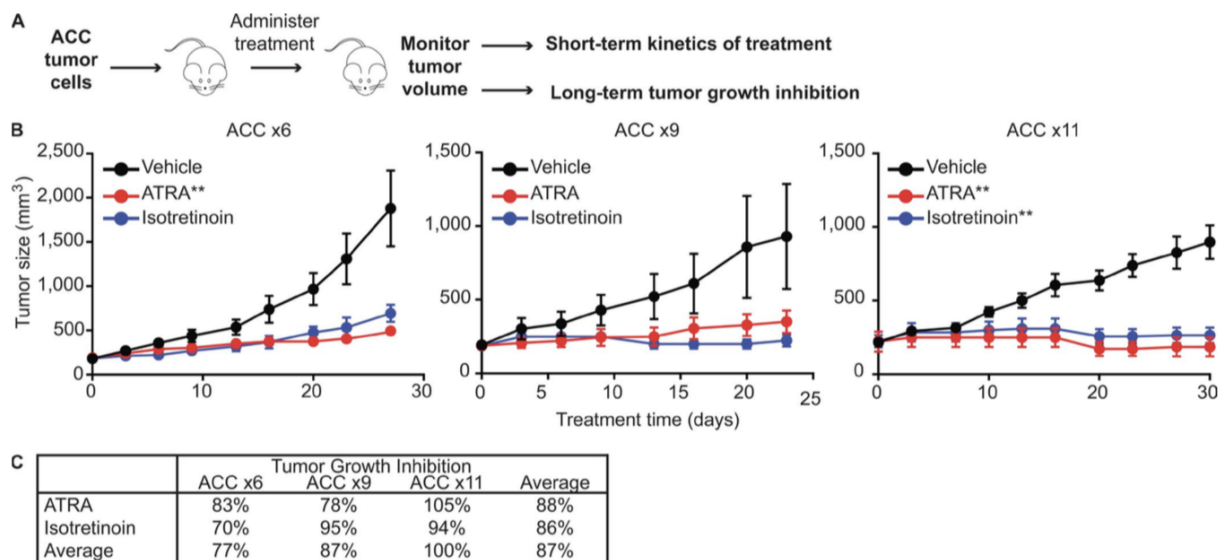 A
ACC tumor cells
Administer treatment
Monitor tumor volume
Short-term kinetics of treatment
Long-term tumor growth inhibition
B
ACC x6
ACC x9
ACC x11
Tumor size (mm³)
2,500
2,000
1,500
1,000
500
0
Vehicle
ATRA**
Isotretinoin
0 10 20 30
1,500
1,000
500
0
Vehicle
ATRA
Isotretinoin
0 5 10 15 20 25
1,500
1,000
500
0
Vehicle
ATRA**
Isotretinoin**
0 10 20 30
Treatment time (days)
C
Tumor Growth Inhibition
ACC x6 ACC x9 ACC x11 Average
ATRA 83% 78% 105% 88%
Isotretinoin 70% 95% 94% 86%
Average 77% 87% 100% 87%